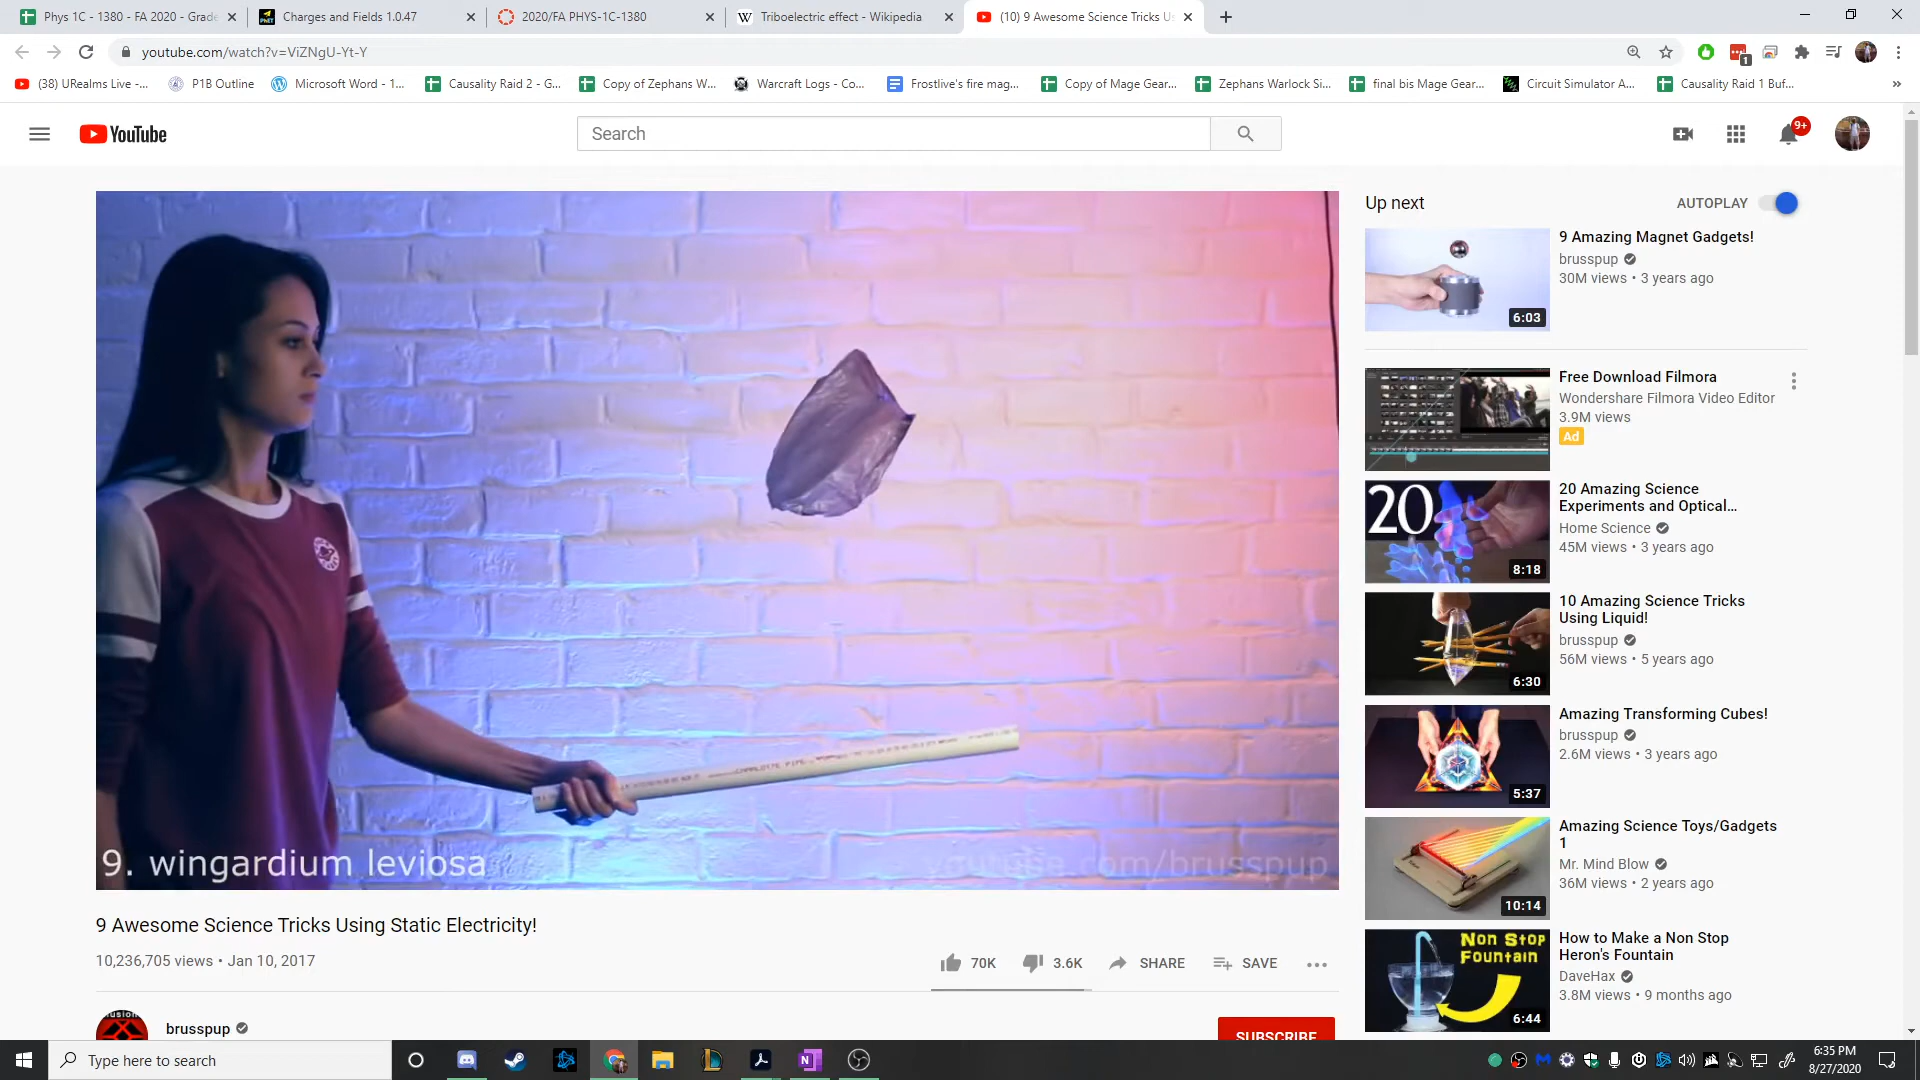 Phys 1C - 1380 - FA 2020 - Grade
Charges and Fields 1.0.47
2020/FA PHYS-1C-1380
Triboelectric effect - Wikipedia
(10) 9 Awesome Science Tricks Us
youtube.com/watch?v=ViZNgU-Yt-Y
(38) URealms Live -...
P1B Outline
Microsoft Word - 1...
Causality Raid 2 - G...
Copy of Zephans W...
Warcraft Logs - Co...
Frostlive's fire mag...
Copy of Mage Gear...
Zephans Warlock Si...
final bis Mage Gear...
Circuit Simulator A...
Causality Raid 1 Buf...
YouTube
Search
9+
9. wingardium leviosa
youtube.com/brusspup
9 Awesome Science Tricks Using Static Electricity!
10,236,705 views • Jan 10, 2017
70K
3.6K
SHARE
SAVE
brusspup
SUBSCRIBE
Up next
AUTOPLAY
9 Amazing Magnet Gadgets!
brusspup
30M views • 3 years ago
6:03
Free Download Filmora
Wondershare Filmora Video Editor
3.9M views
Ad
20
20 Amazing Science
Experiments and Optical...
Home Science
45M views • 3 years ago
8:18
10 Amazing Science Tricks
Using Liquid!
brusspup
56M views • 5 years ago
6:30
Amazing Transforming Cubes!
brusspup
2.6M views • 3 years ago
5:37
Amazing Science Toys/Gadgets
1
Mr. Mind Blow
36M views • 2 years ago
10:14
Non Stop
Fountain
How to Make a Non Stop
Heron's Fountain
DaveHax
3.8M views • 9 months ago
6:44
Type here to search
6:35 PM
8/27/2020